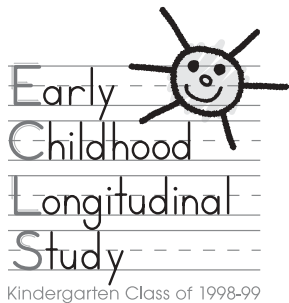 Early
Childhood
Longitudinal
Study
Kindergarten Class of 1998-99